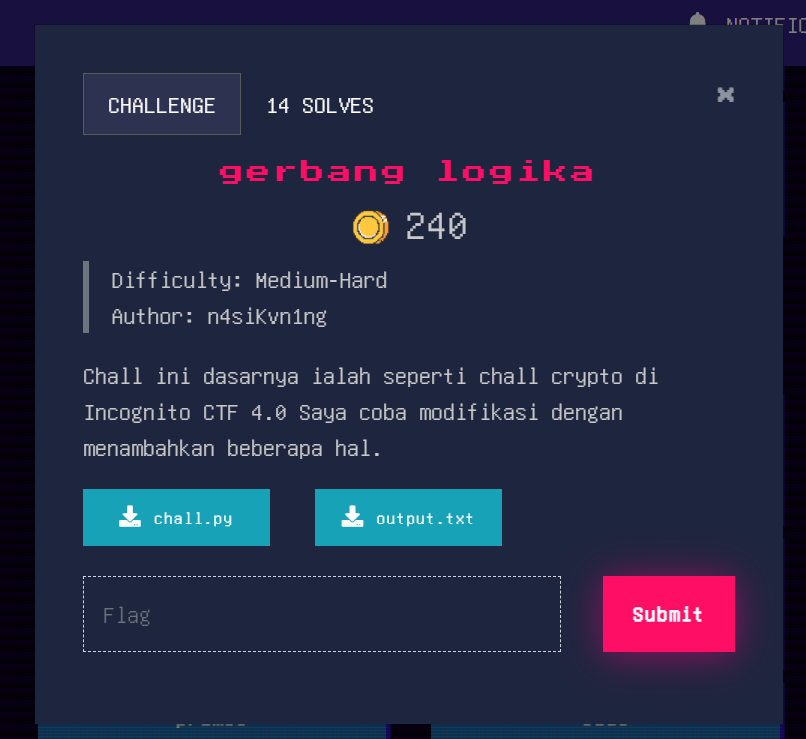 CHALLENGE
14 SOLVES
gerbang logika
240
Difficulty: Medium-Hard
Author: n4siKvn1ng
Chall ini dasarnya ialah seperti chall crypto di
Incognito CTF 4.0 Saya coba modifikasi dengan
menambahkan beberapa hal.
chall.py
output.txt
Flag
Submit